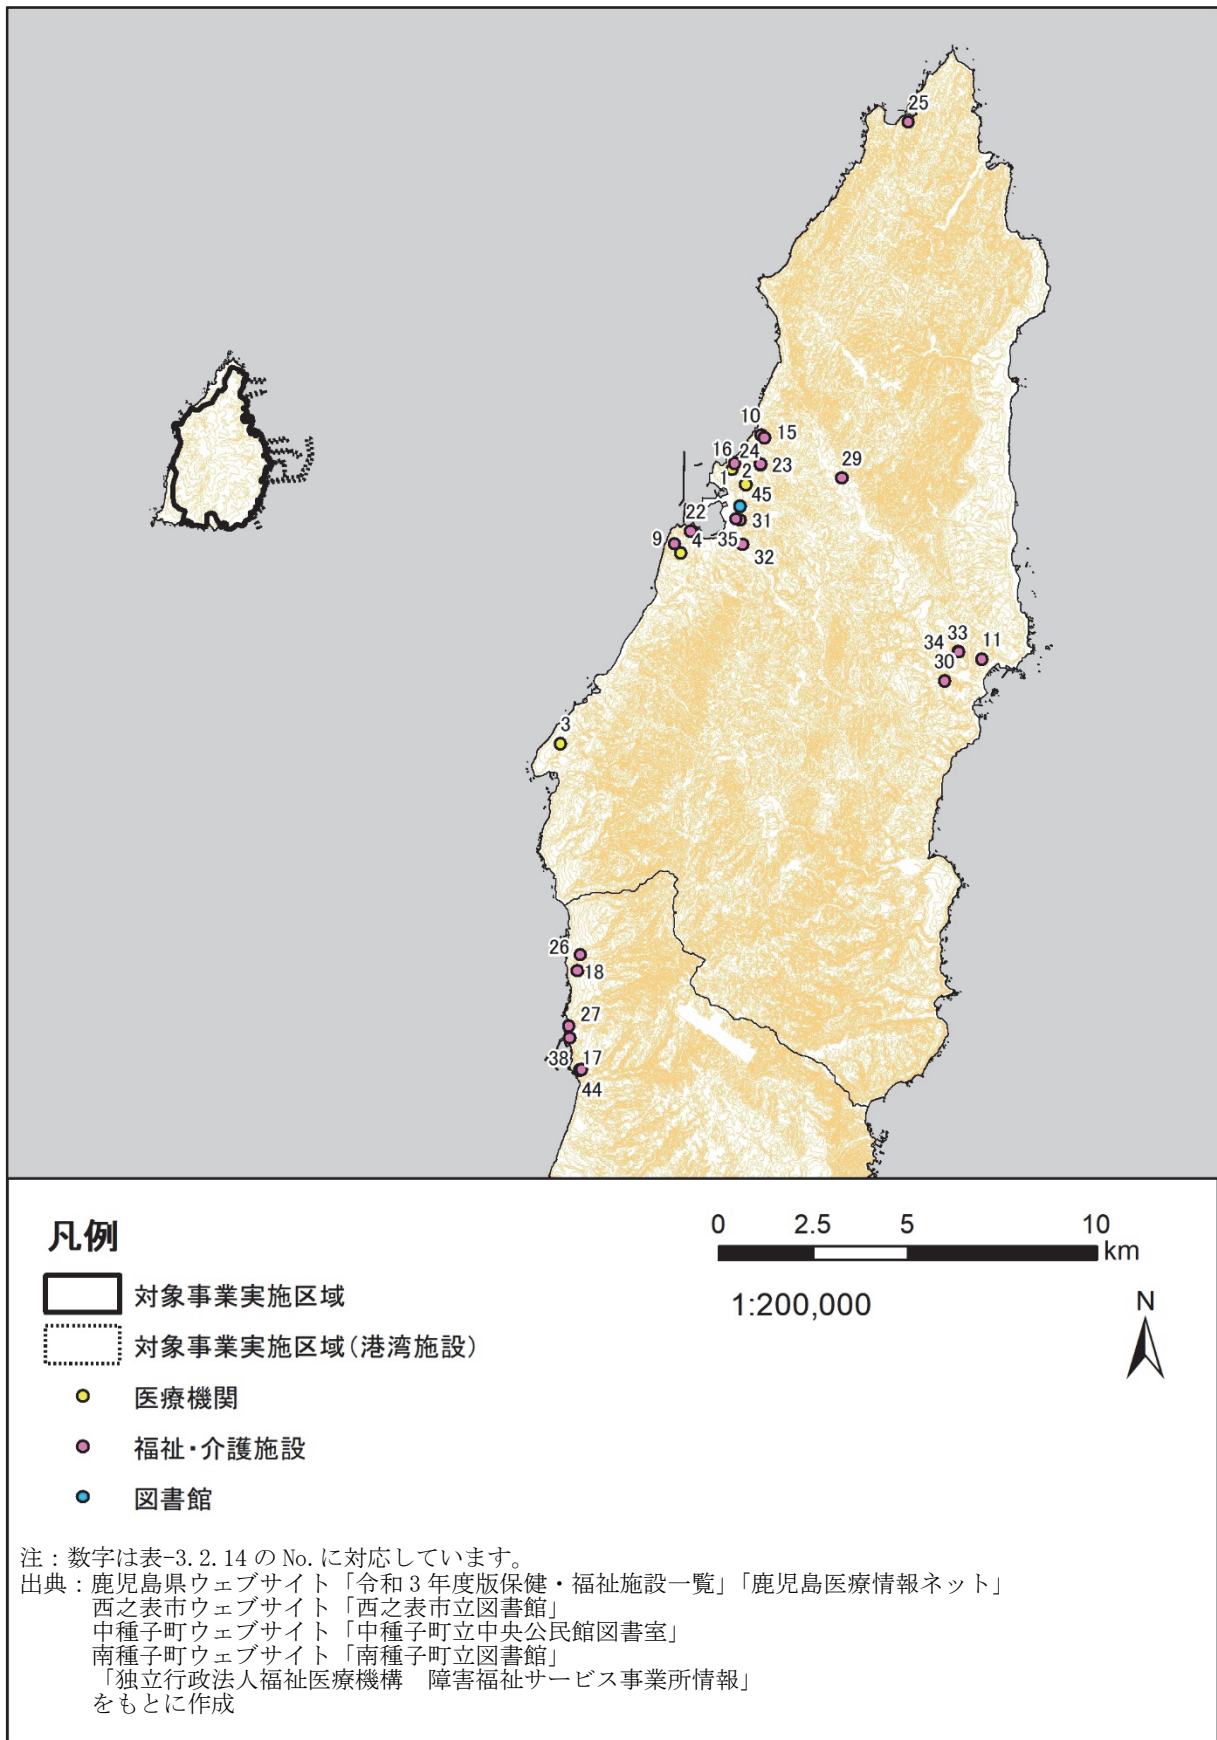 25
10
15
16
24
23
29
1
2
45
22
31
9
4
35
32
34
33
11
30
3
26
18
27
38
17
44
凡例
対象事業実施区域
対象事業実施区域(港湾施設)
医療機関
福祉・介護施設
図書館
0 2.5 5 10
km
1:200,000
N
注：数字は表-3.2.14 の No. に対応しています。
出典：鹿児島県ウェブサイト「令和3年度版保健・福祉施設一覧」「鹿児島医療情報ネット」
西之表市ウェブサイト「西之表市立図書館」
中種子町ウェブサイト「中種子町立中央公民館図書室」
南種子町ウェブサイト「南種子町立図書館」
「独立行政法人福祉医療機構　障害福祉サービス事業所情報」
をもとに作成